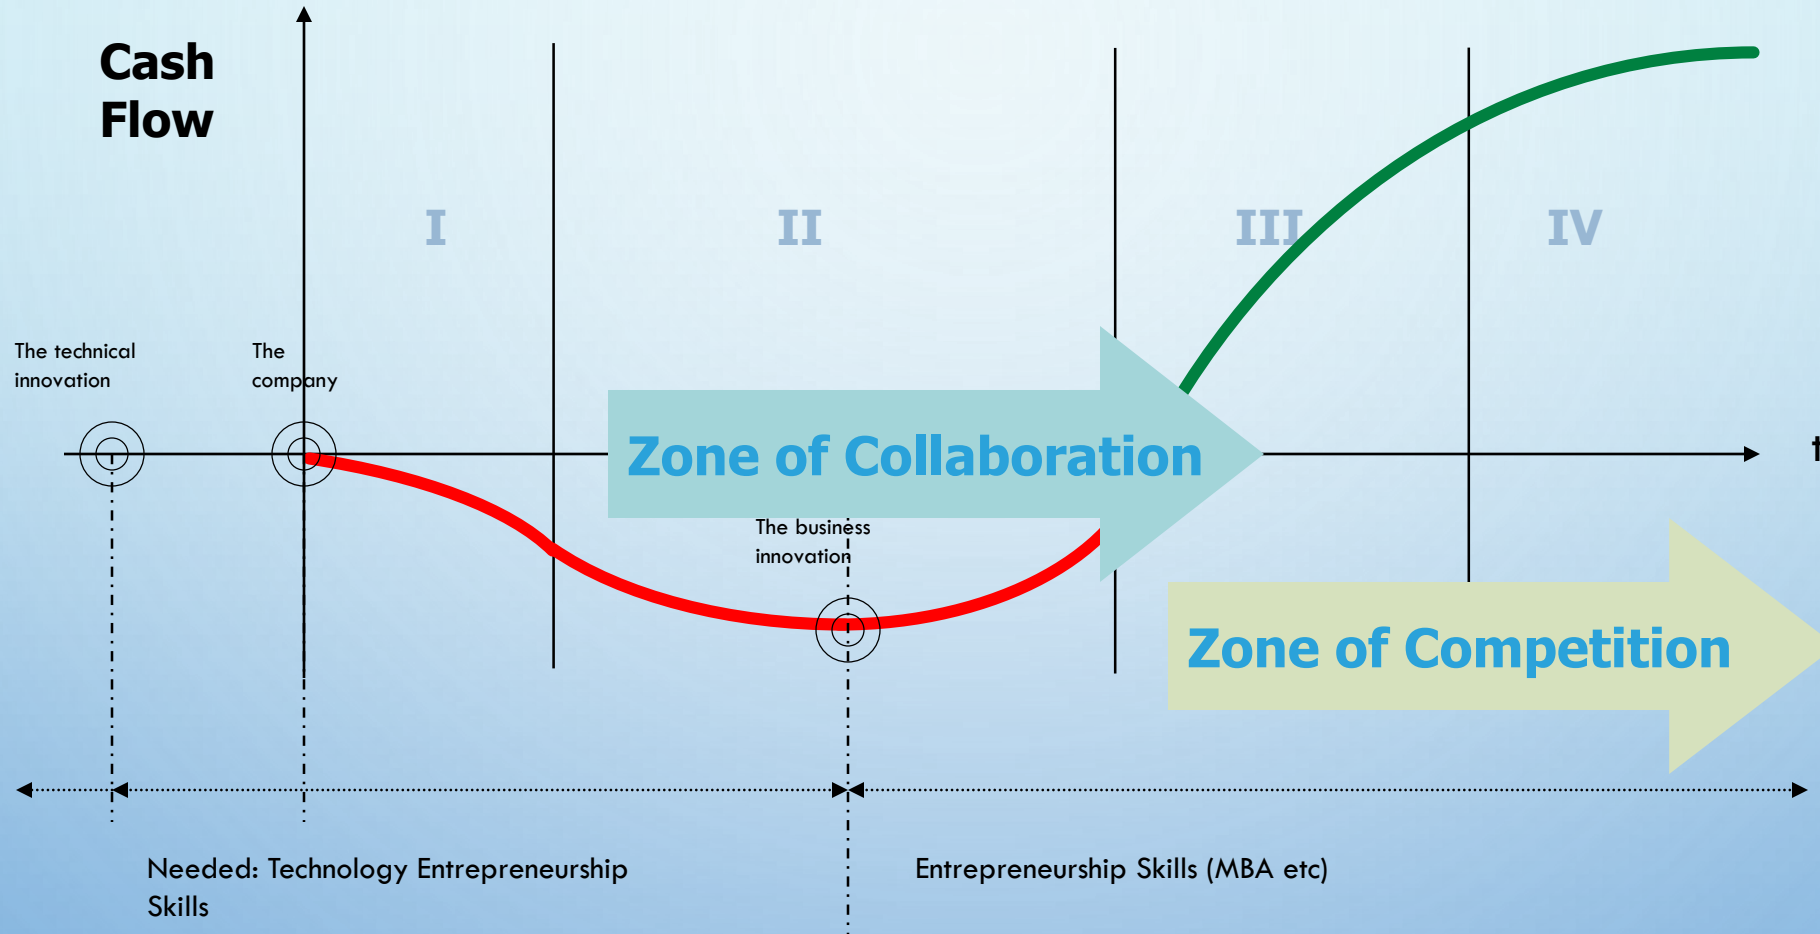 Cash
Flow
I
II
III
IV
The technical
innovation
The
company
t
Zone of Collaboration
The business
innovation
Zone of Competition
Needed: Technology Entrepreneurship
Skills
Entrepreneurship Skills (MBA etc)